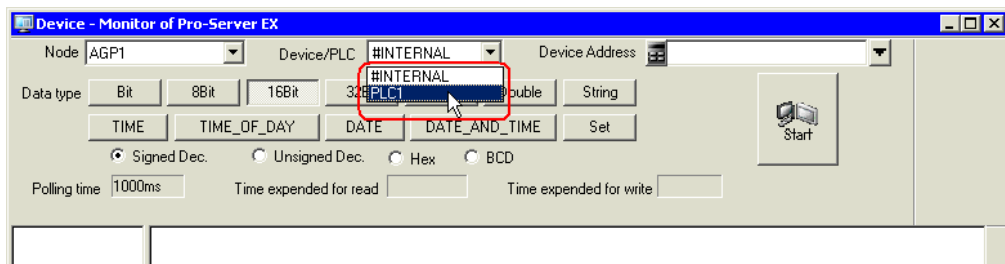 Device - Monitor of Pro-Server EX
Node AGP1 Device/PLC #INTERNAL Device Address
#INTERNAL
PLC1
Data type Bit 8Bit 16Bit 32B Double String
TIME TIME_OF_DAY DATE DATE_AND_TIME Set
Start
Signed Dec. Unsigned Dec. Hex BCD
Polling time 1000ms Time expended for read Time expended for write